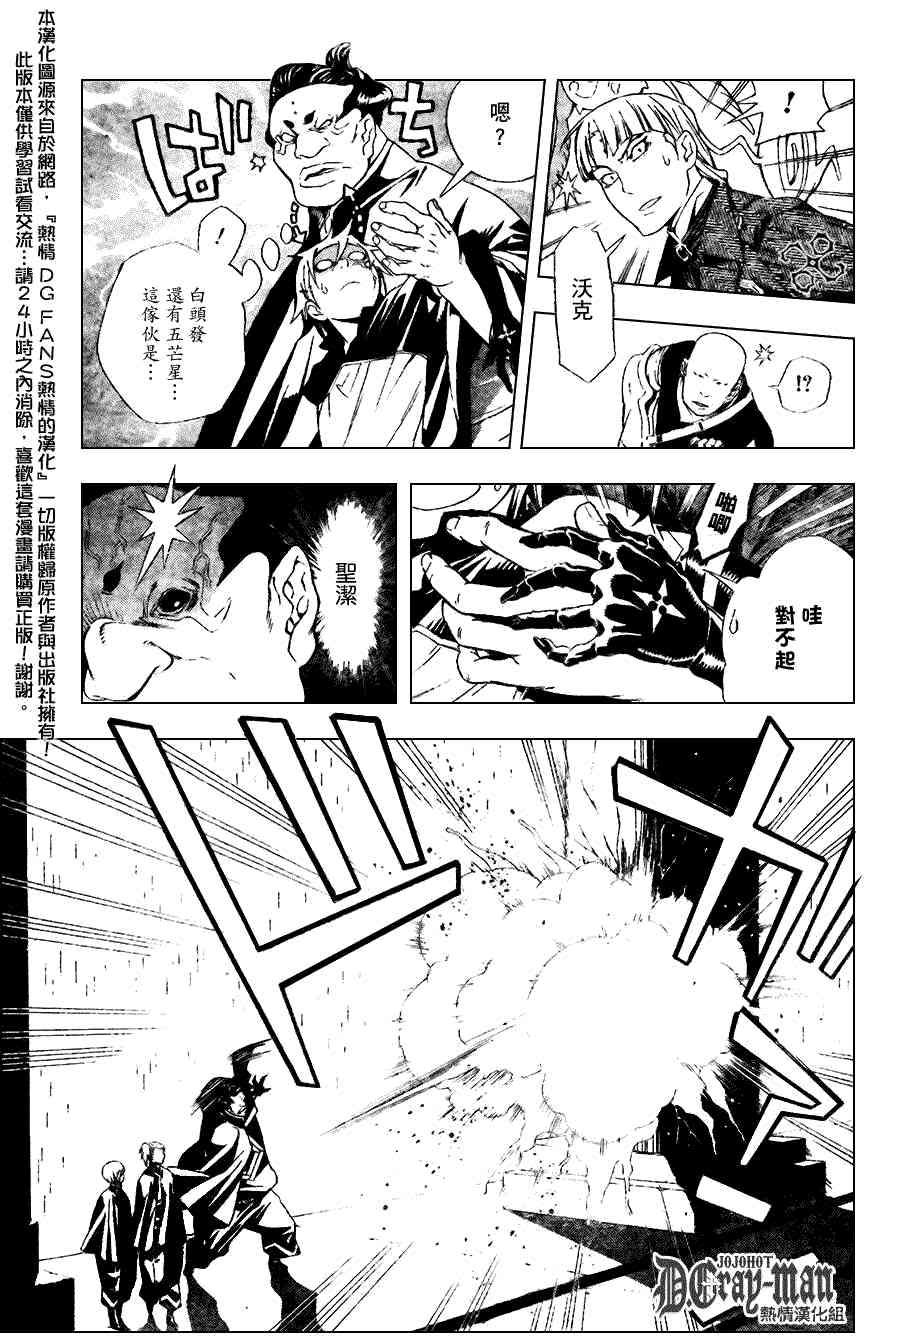 本漢化圖源來自於網路，『熱情DGFANS熱情的漢化』一切版權歸原作者與出版社擁有！
此版本僅供學習試看交流…請24小時之內消除，喜歡這套漫畫請購買正版！謝謝。
！
沃克
!?
嗯？
ばっ
！
白頭發
還有五芒星…
這傢伙是…
哇
對不起
聖潔
ドカッ
JOJOHOT
D.Gray-man
熱情漢化組